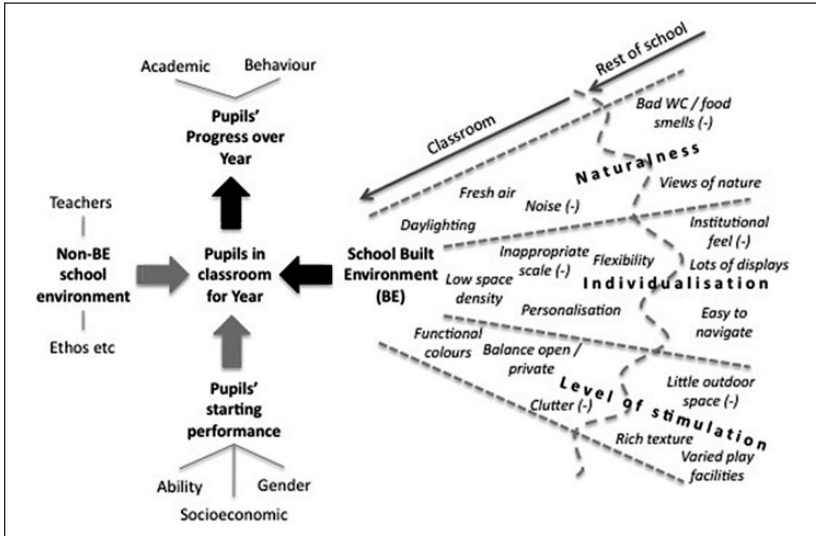 Academic
Behaviour
Pupils'
Progress over
Year
Teachers
Non-BE
school
environment
Ethos etc
Pupils in
classroom
for Year
Pupils'
starting
performance
Ability
Gender
Socioeconomic
School Built
Environment
(BE)
Classroom
Rest of school
Bad WC / food
smells (-)
Naturalness
Views of nature
Fresh air
Noise (-)
Daylighting
Institutional
feel (-)
Inappropriate
scale (-)
Flexibility
Lots of displays
Individualisation
Low space
density
Personalisation
Easy to
navigate
Functional
colours
Balance open /
private
Little outdoor
space (-)
Level of stimulation
Clutter (-)
Rich texture
Varied play
facilities